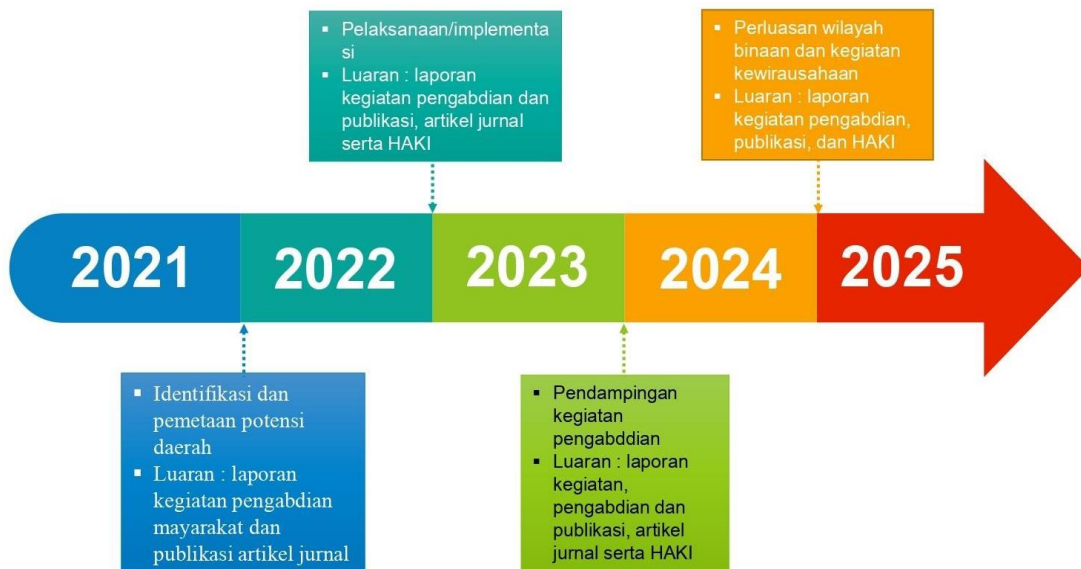 Pelaksanaan/implementa
si
Luaran : laporan
kegiatan pengabdian dan
publikasi, artikel jurnal
serta HAKI
Perluasan wilayah
binaan dan kegiatan
kewirausahaan
Luaran : laporan
kegiatan pengabdian,
publikasi, dan HAKI
2021
2022
2023
2024
2025
Identifikasi dan
pemetaan potensi
daerah
Luaran : laporan
kegiatan pengabdian
mayarakat dan
publikasi artikel jurnal
Pendampingan
kegiatan
pengabddian
Luaran : laporan
kegiatan,
pengabdian dan
publikasi, artikel
jurnal serta HAKI